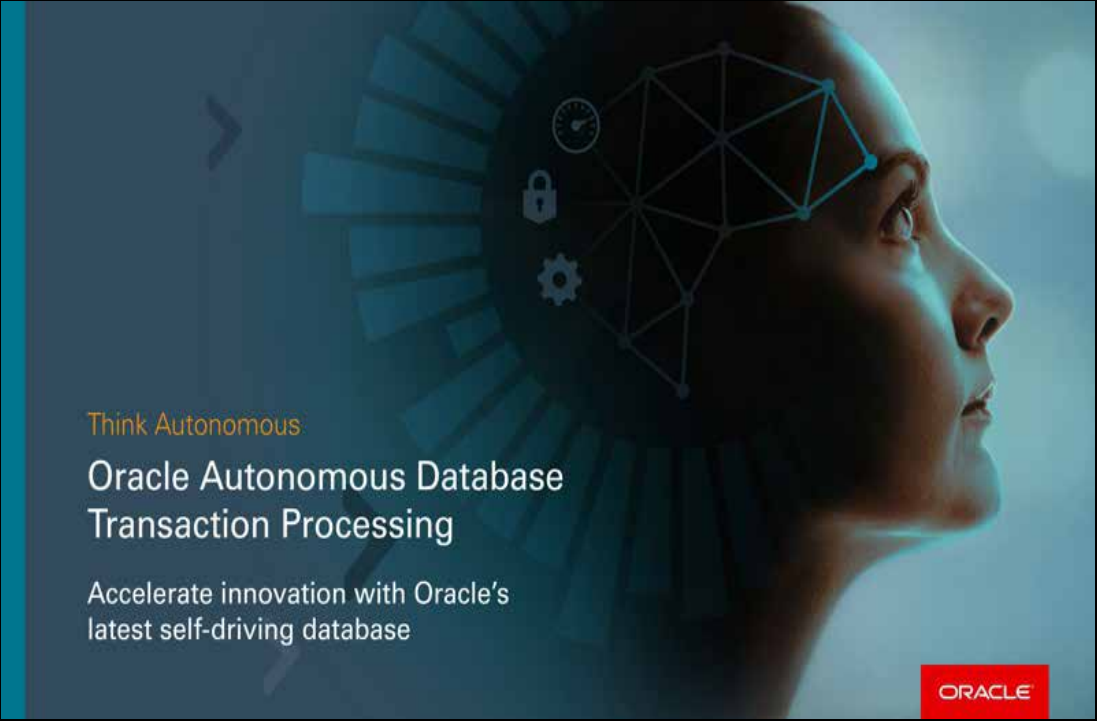 Think Autonomous
Oracle Autonomous Database
Transaction Processing
Accelerate innovation with Oracle’s
latest self-driving database
ORACLE